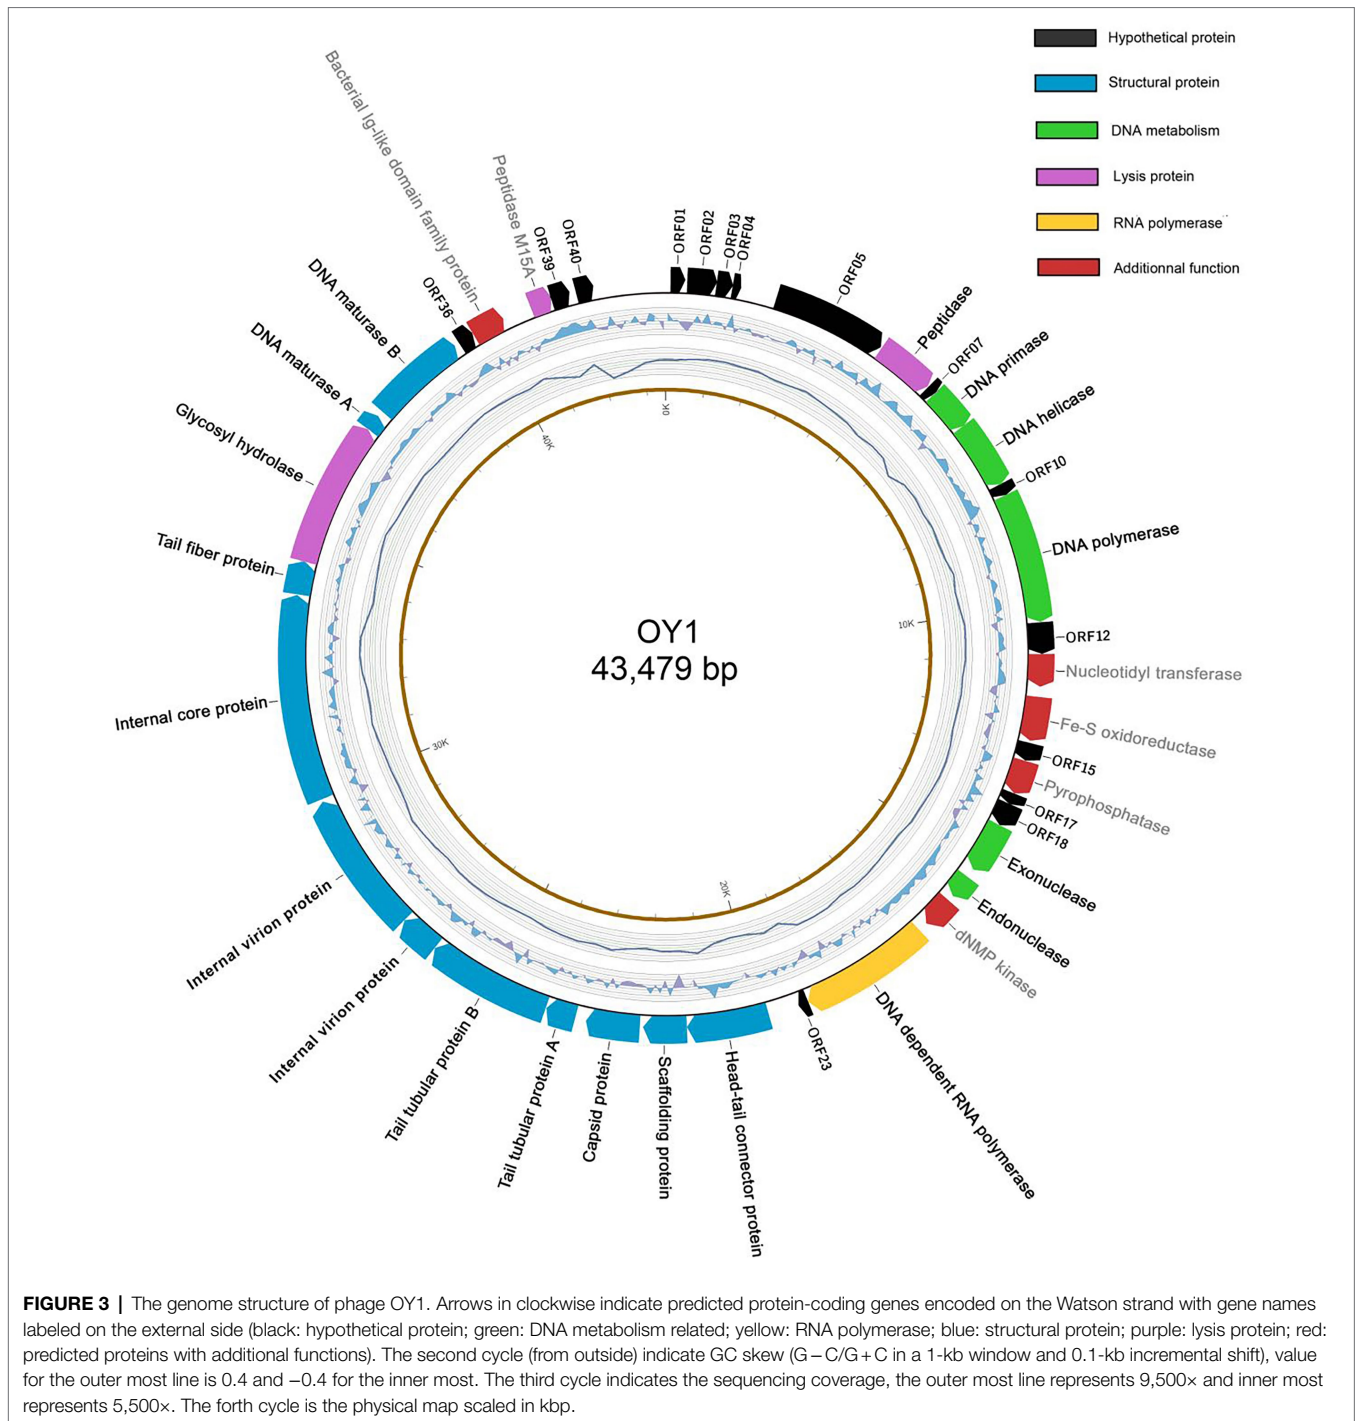 Hypothetical protein
Structural protein
DNA metabolism
Lysis protein
RNA polymerase
Additionnal function
ORF01
ORF02
ORF03
ORF04
ORF05
Peptidase
ORF07
DNA primase
DNA helicase
ORF10
DNA polymerase
ORF12
Nucleotidyl transferase
Fe-S oxidoreductase
ORF15
Pyrophosphatase
ORF17
ORF18
Exonuclease
Endonuclease
dNMP kinase
DNA dependent RNA polymerase
ORF23
Head-tail connector protein
Scaffolding protein
Capsid protein
Tail tubular protein A
Tail tubular protein B
Internal virion protein
Internal virion protein
Internal core protein
Tail fiber protein
Glycosyl hydrolase
DNA maturase A
DNA maturase B
ORF36
Bacterial Ig-like domain family protein
Peptidase M15A
ORF39
ORF40
0K
10K
20K
30K
40K
OY1
43,479 bp
FIGURE 3 | The genome structure of phage OY1. Arrows in clockwise indicate predicted protein-coding genes encoded on the Watson strand with gene names
labeled on the external side (black: hypothetical protein; green: DNA metabolism related; yellow: RNA polymerase; blue: structural protein; purple: lysis protein; red:
predicted proteins with additional functions). The second cycle (from outside) indicate GC skew (G − C/G + C in a 1-kb window and 0.1-kb incremental shift), value
for the outer most line is 0.4 and −0.4 for the inner most. The third cycle indicates the sequencing coverage, the outer most line represents 9,500× and inner most
represents 5,500×. The forth cycle is the physical map scaled in kbp.